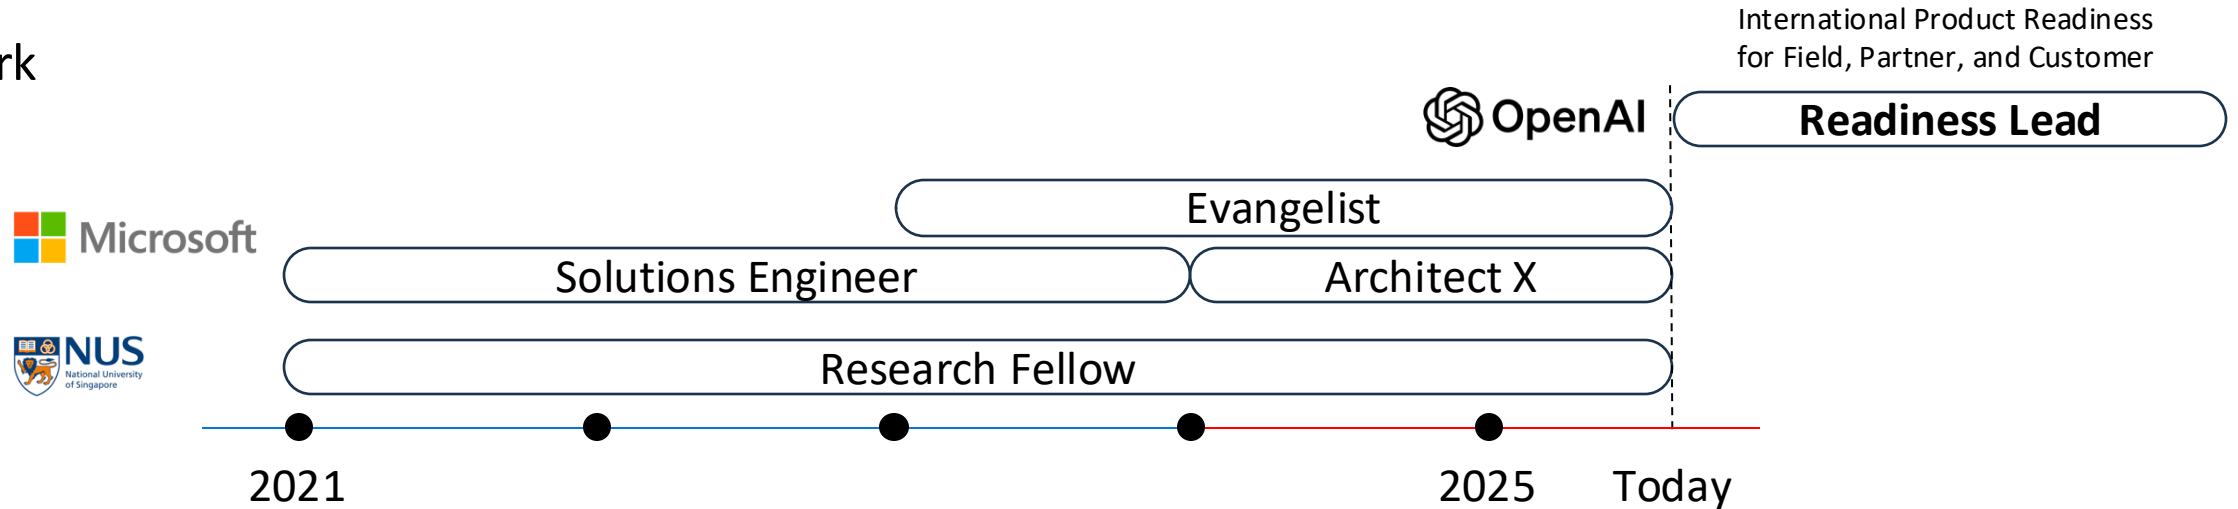 International Product Readiness
for Field, Partner, and Customer
rk
OpenAI
Readiness Lead
Evangelist
Microsoft
Solutions Engineer
Architect X
NUS
National University
of Singapore
Research Fellow
2021
2025
Today